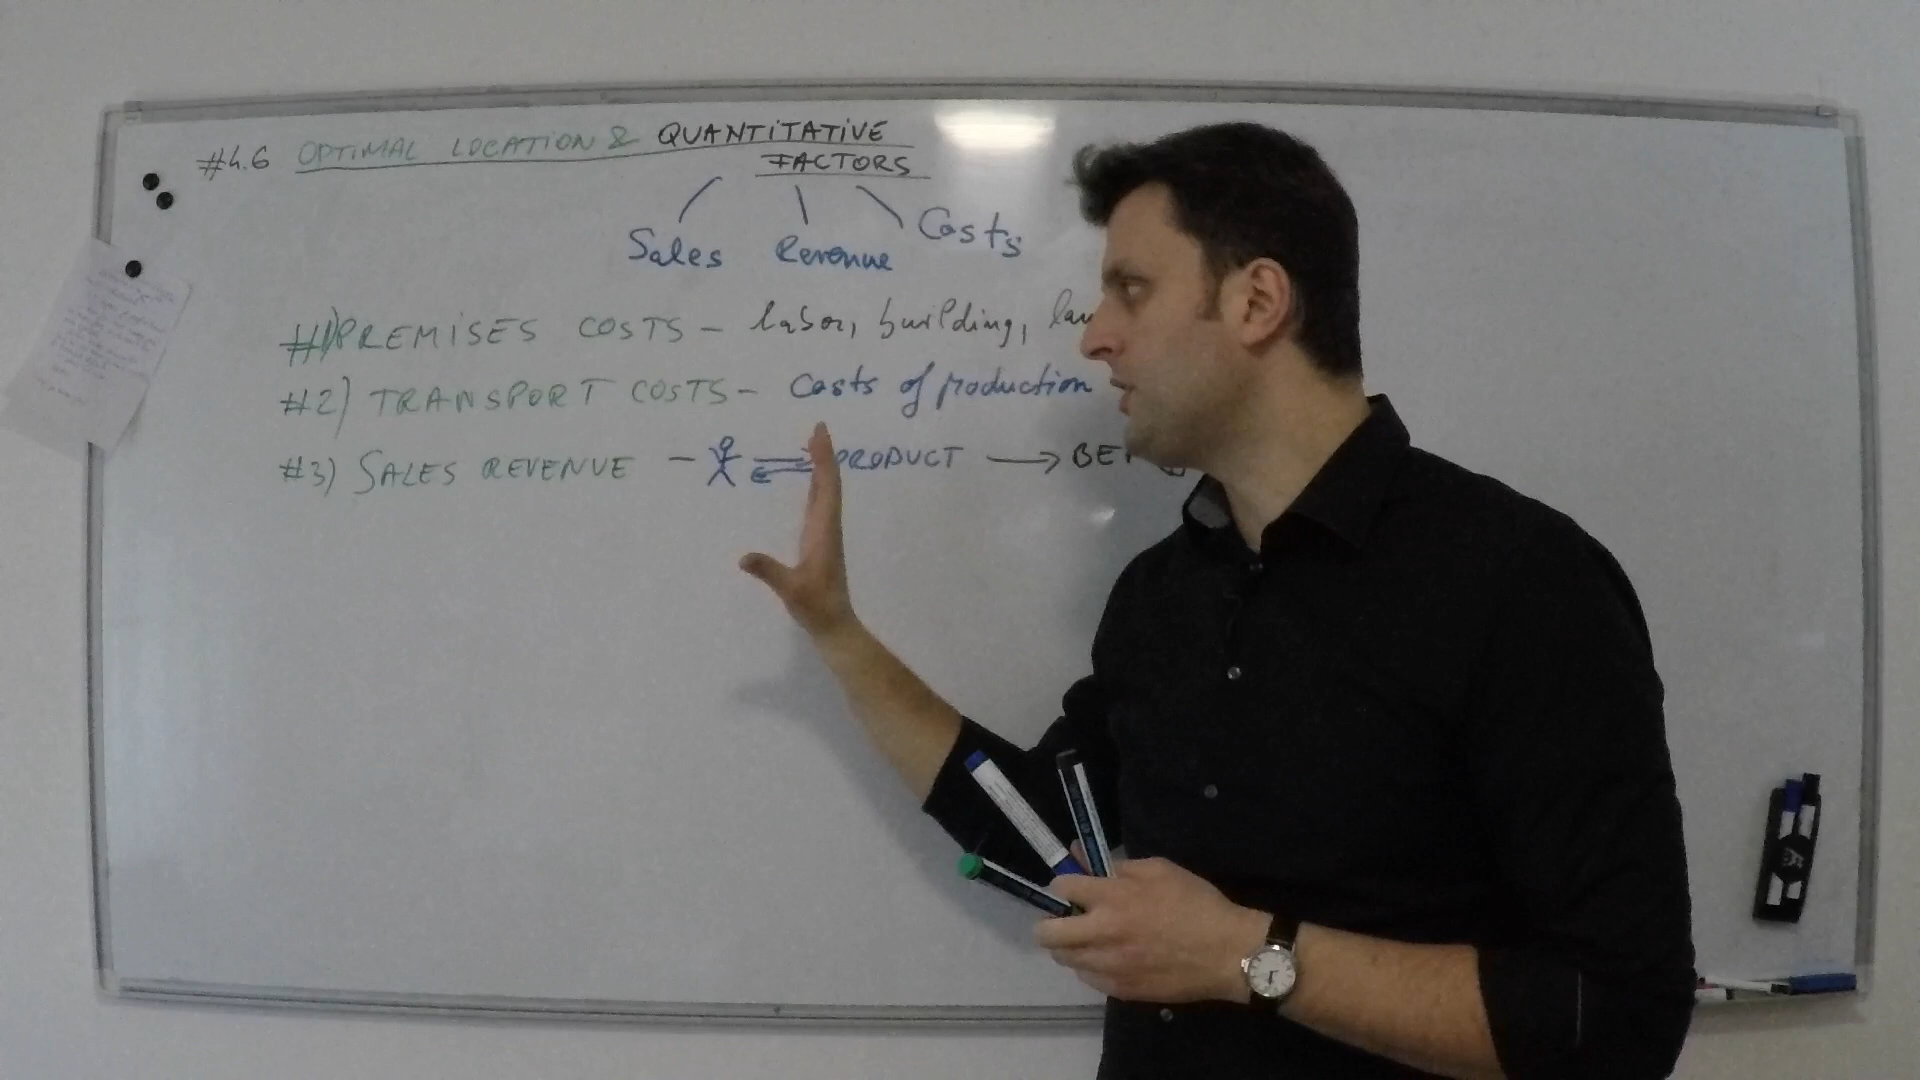 #4.6 OPTIMAL LOCATION & QUANTITATIVE
FACTORS
Sales Revenue Costs
#1) PREMISES COSTS - labor, building,
#2) TRANSPORT COSTS - Costs of production
#3) SALES REVENUE - PRODUCT